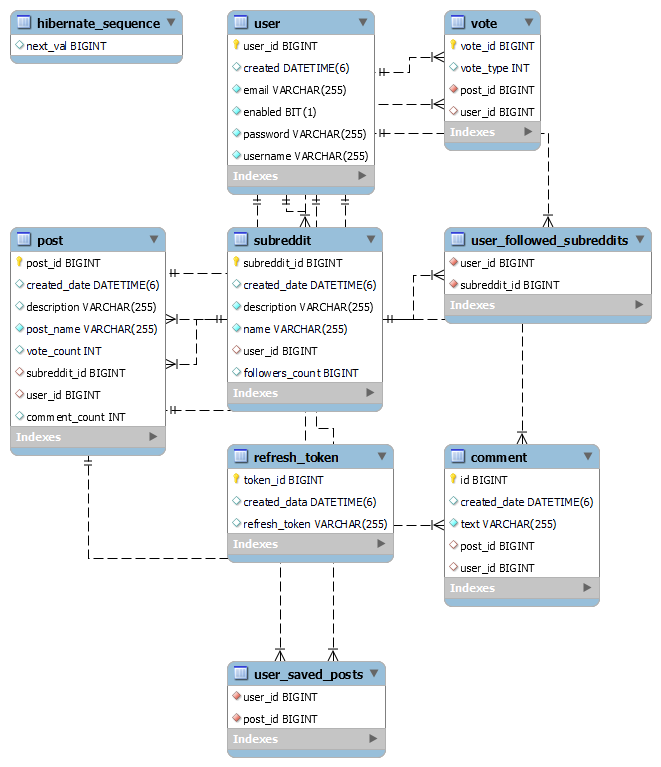 hibernate_sequence
next_val BIGINT
user
user_id BIGINT
created DATETIME(6)
email VARCHAR(255)
enabled BIT(1)
password VARCHAR(255)
username VARCHAR(255)
Indexes
vote
vote_id BIGINT
vote_type INT
post_id BIGINT
user_id BIGINT
Indexes
post
post_id BIGINT
created_date DATETIME(6)
description VARCHAR(255)
post_name VARCHAR(255)
vote_count INT
subreddit_id BIGINT
user_id BIGINT
comment_count INT
Indexes
subreddit
subreddit_id BIGINT
created_date DATETIME(6)
description VARCHAR(255)
name VARCHAR(255)
user_id BIGINT
followers_count BIGINT
Indexes
user_followed_subreddits
user_id BIGINT
subreddit_id BIGINT
Indexes
refresh_token
token_id BIGINT
created_data DATETIME(6)
refresh_token VARCHAR(255)
Indexes
comment
id BIGINT
created_date DATETIME(6)
text VARCHAR(255)
post_id BIGINT
user_id BIGINT
Indexes
user_saved_posts
user_id BIGINT
post_id BIGINT
Indexes